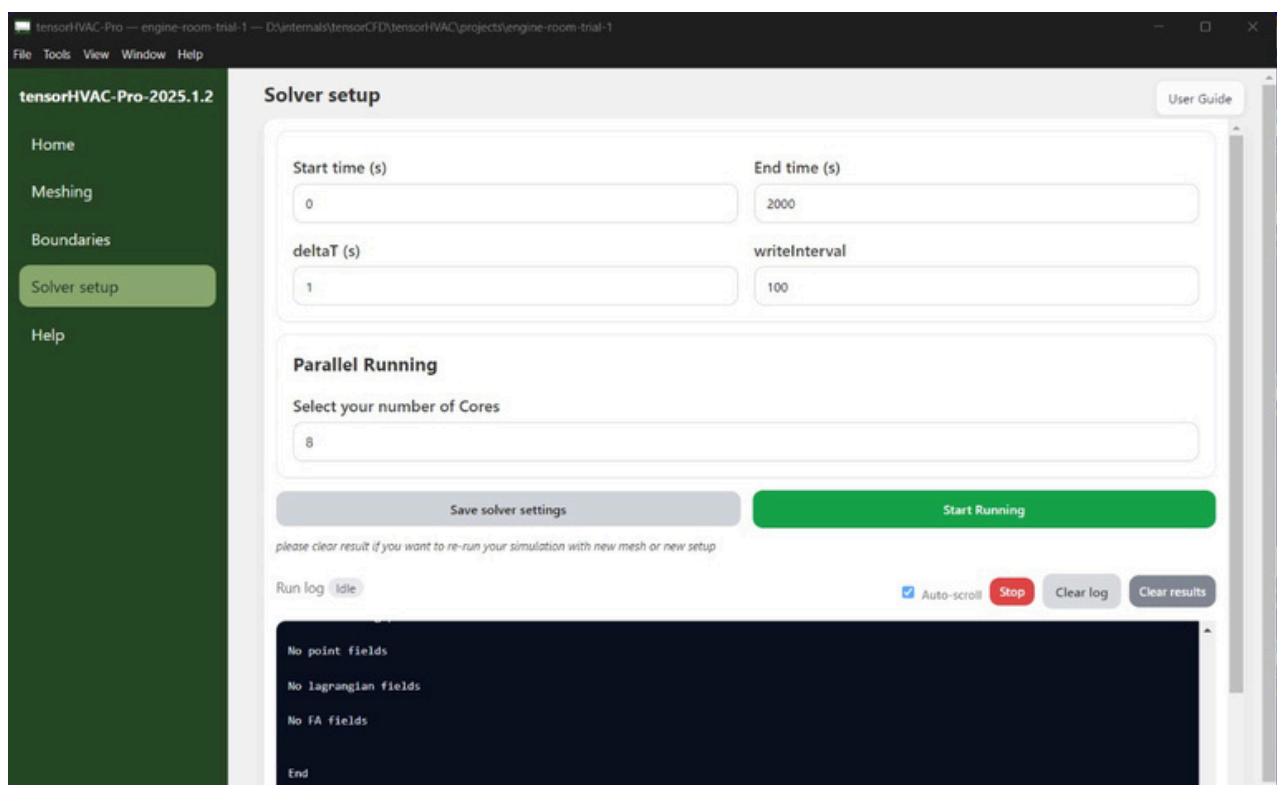 tensorHVAC-Pro — engine-room-trial-1 — D:\internals\tensorCFD\tensorHVAC\projects\engine-room-trial-1
File Tools View Window Help
tensorHVAC-Pro-2025.1.2
Home
Meshing
Boundaries
Solver setup
Help
Solver setup
User Guide
Start time (s)
End time (s)
0
2000
deltaT (s)
writeInterval
1
100
Parallel Running
Select your number of Cores
8
Save solver settings
Start Running
please clear result if you want to re-run your simulation with new mesh or new setup
Run log Idle
Auto-scroll Stop Clear log Clear results
No point fields
No lagrangian fields
No FA fields
End